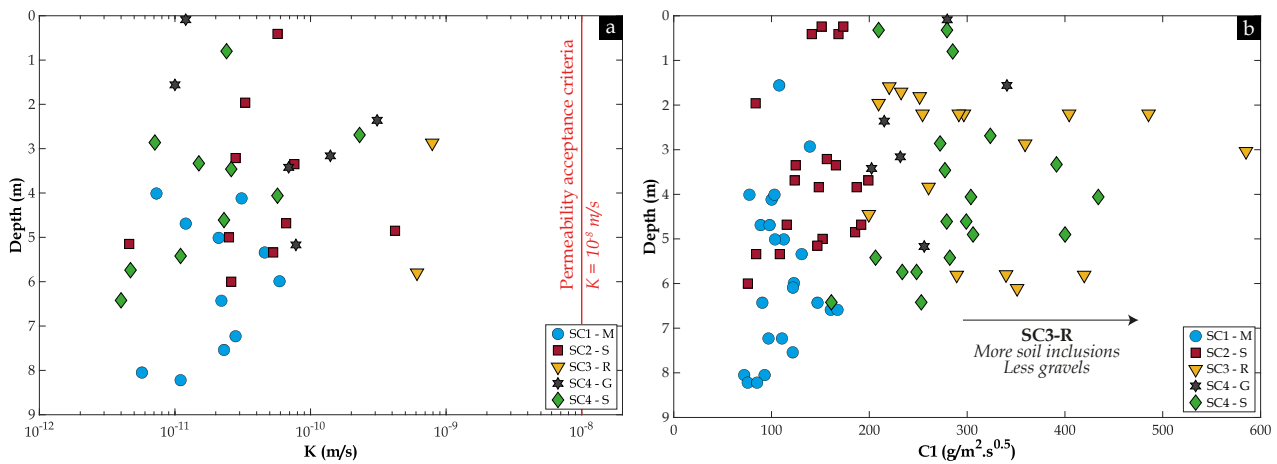 0
1
2
3
4
5
6
7
8
9
Depth (m)
10-12
10-11
10-10
10-9
10-8
K (m/s)
a
Permeability acceptance criteria
K = 10-8 m/s
SC1 - M
SC2 - S
SC3 - R
SC4 - G
SC4 - S
0
1
2
3
4
5
6
7
8
9
Depth (m)
0
100
200
300
400
500
600
C1 (g/m2.s0.5)
b
SC3-R
More soil inclusions
Less gravels
SC1 - M
SC2 - S
SC3 - R
SC4 - G
SC4 - S